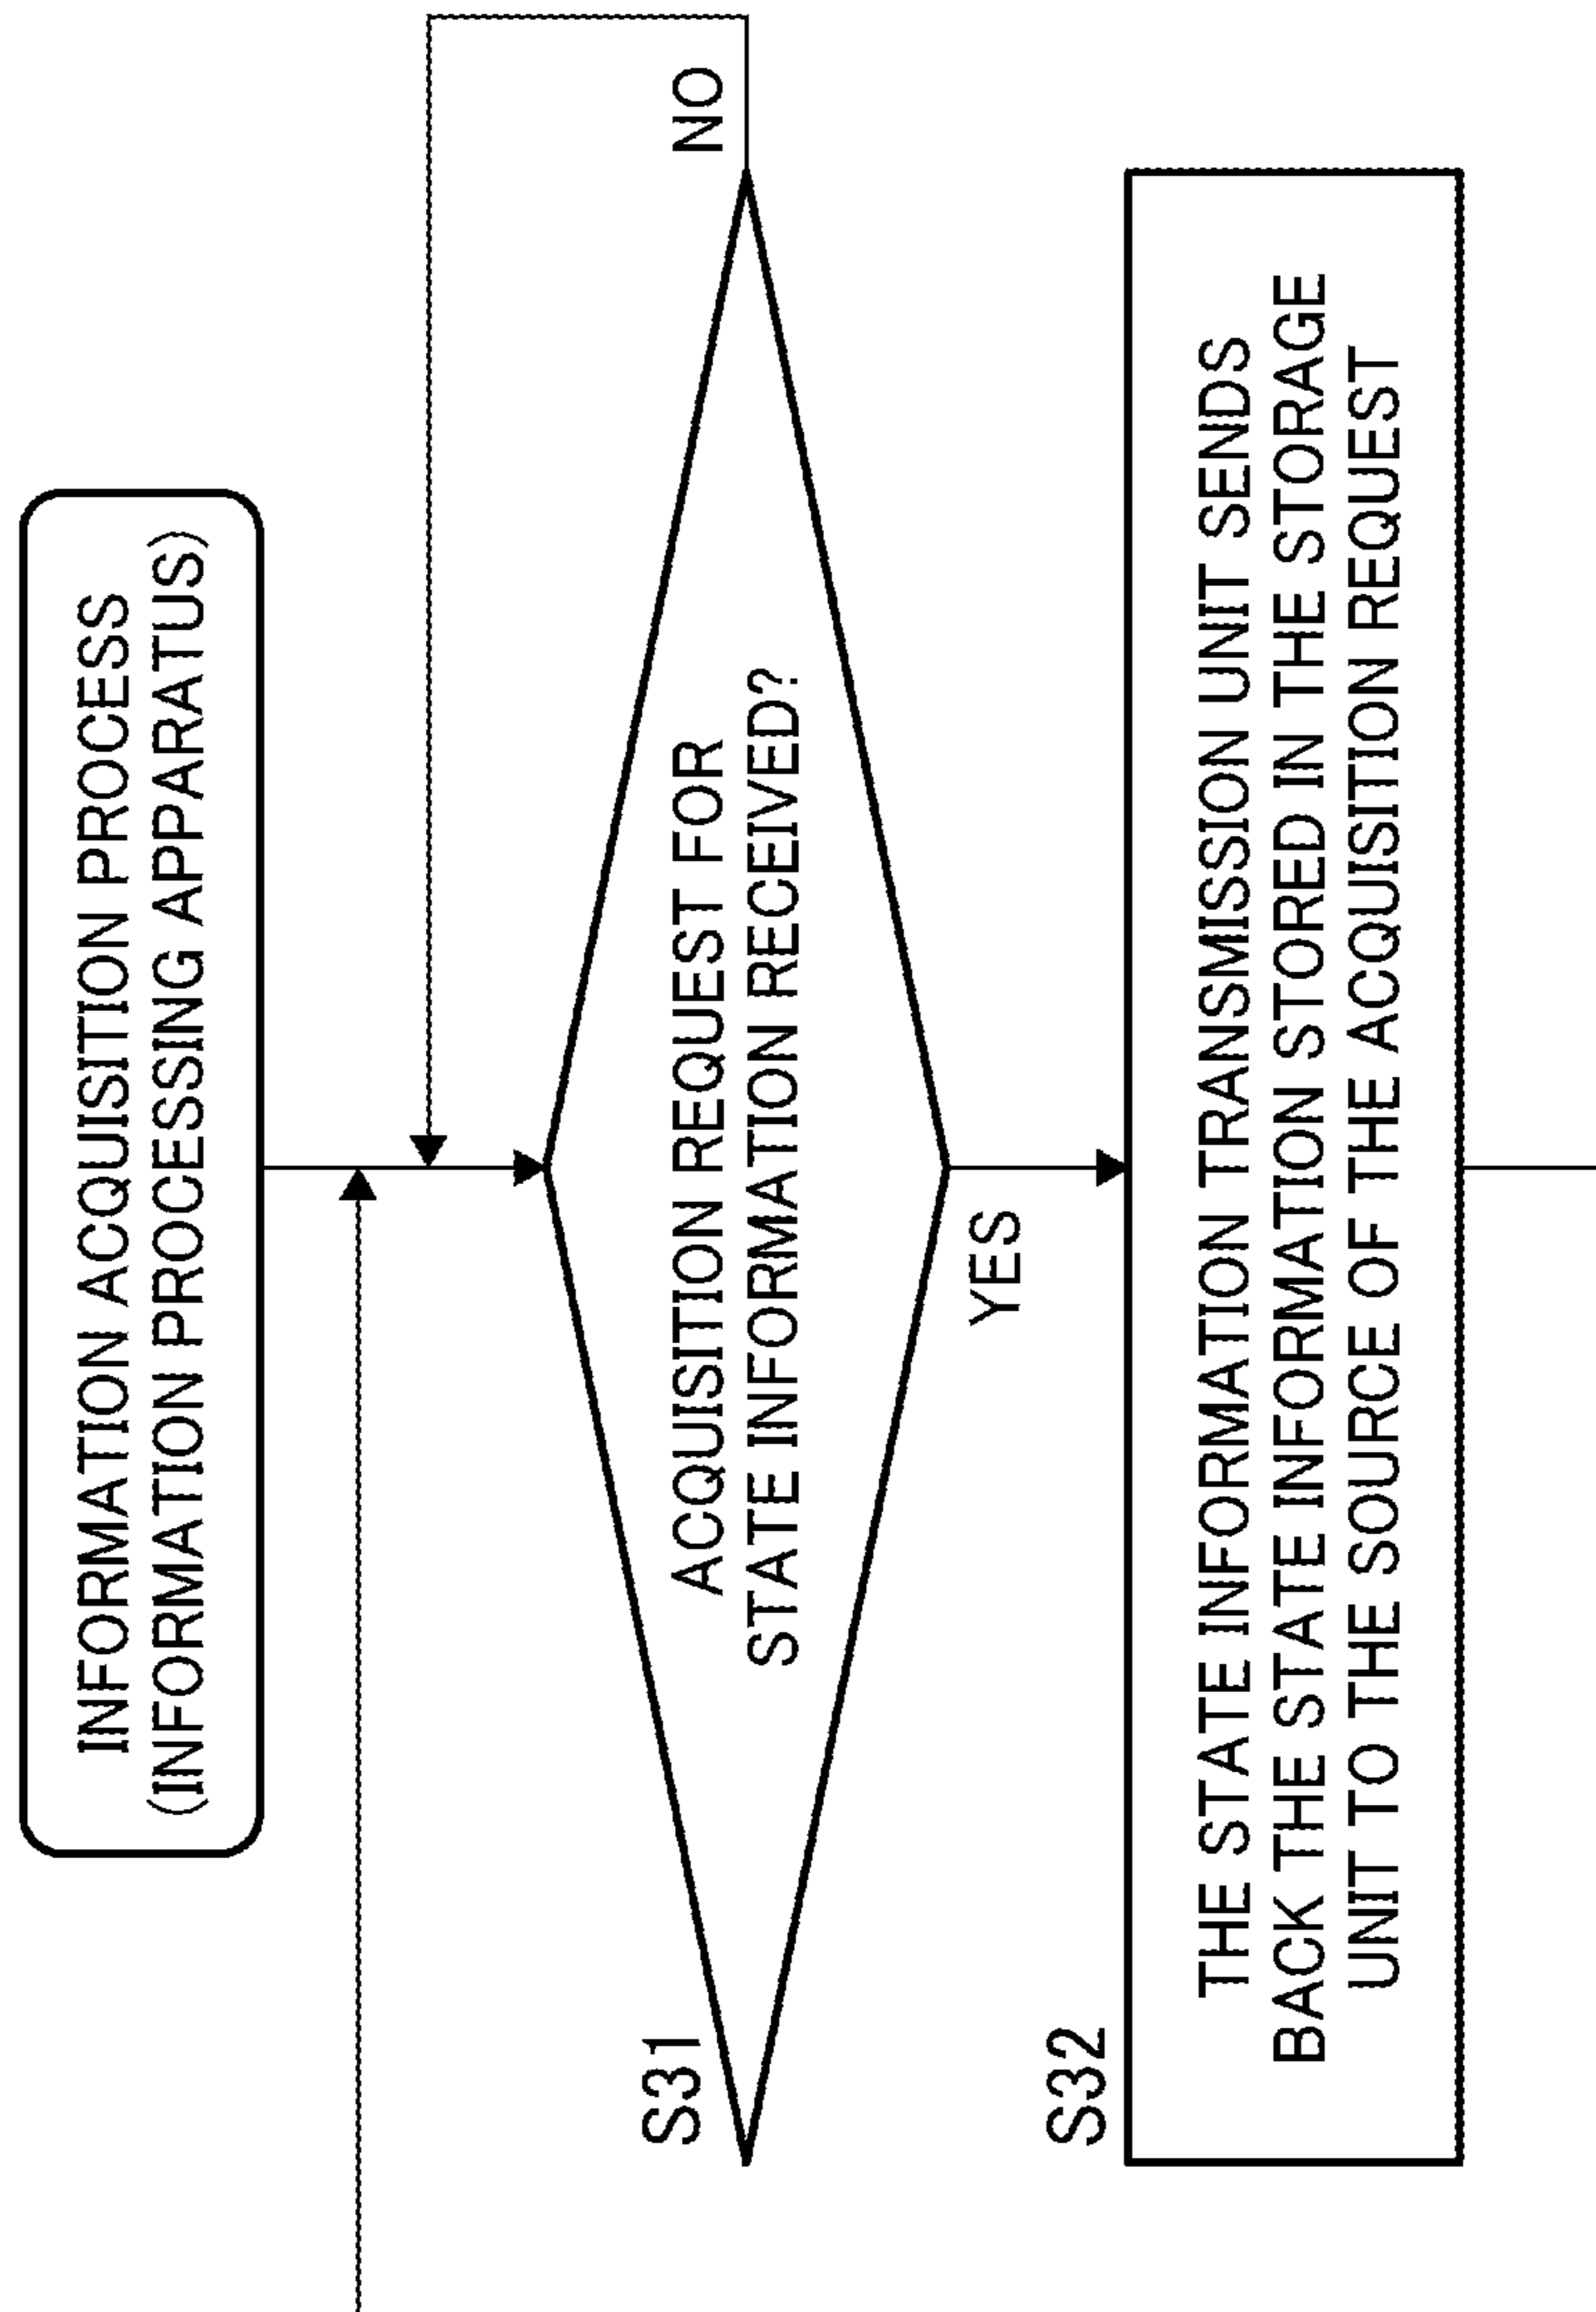 INFORMATION ACQUISITION PROCESS
(INFORMATION PROCESSING APPARATUS)
S31
ACQUISITION REQUEST FOR
STATE INFORMATION RECEIVED?
NO
YES
S32
THE STATE INFORMATION TRANSMISSION UNIT SENDS
BACK THE STATE INFORMATION STORED IN THE STORAGE
UNIT TO THE SOURCE OF THE ACQUISITION REQUEST